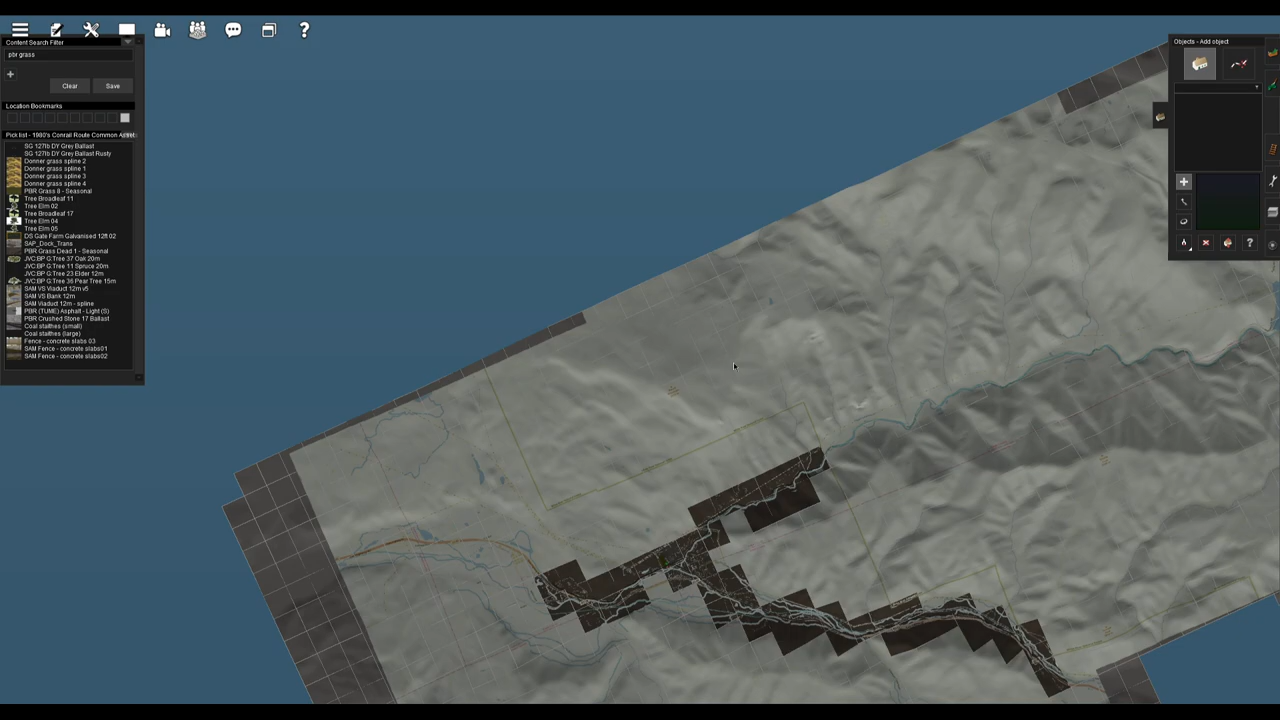 ?
Content Search Filter
pbr grass
Clear
Save
Location Bookmarks
Pick list - 1980's Conrail Route Common
SG 127lb DY Grey Ballast
SG 127lb DY Grey Ballast Rusty
Donner grass spline 2
Donner grass spline 1
Donner grass spline 3
Donner grass spline 4
PBR Grass 8 - Seasonal
Tree Broadleaf 11
Tree Elm 02
Tree Broadleaf 17
Tree Elm 04
Tree Elm 05
DS Gate Farm Galvanised 12ft 02
SAP_Dock_Trans
PBR Grass Dead 1 - Seasonal
JVC:BP G:Tree 37 Oak 20m
JVC:BP G:Tree 11 Spruce 20m
JVC:BP G:Tree 23 Elder 12m
JVC:BP G:Tree 36 Pear Tree 15m
SAM VS Viaduct 12m v5
SAM VS Bank 12m
SAM Viaduct 12m - spline
PBR (TUME) Asphalt - Light (S)
PBR Crushed Stone 17 Ballast
Coal staithes (small)
Coal staithes (large)
Fence - concrete slabs 03
SAM Fence - concrete slabs01
SAM Fence - concrete slabs02
Objects - Add object
?